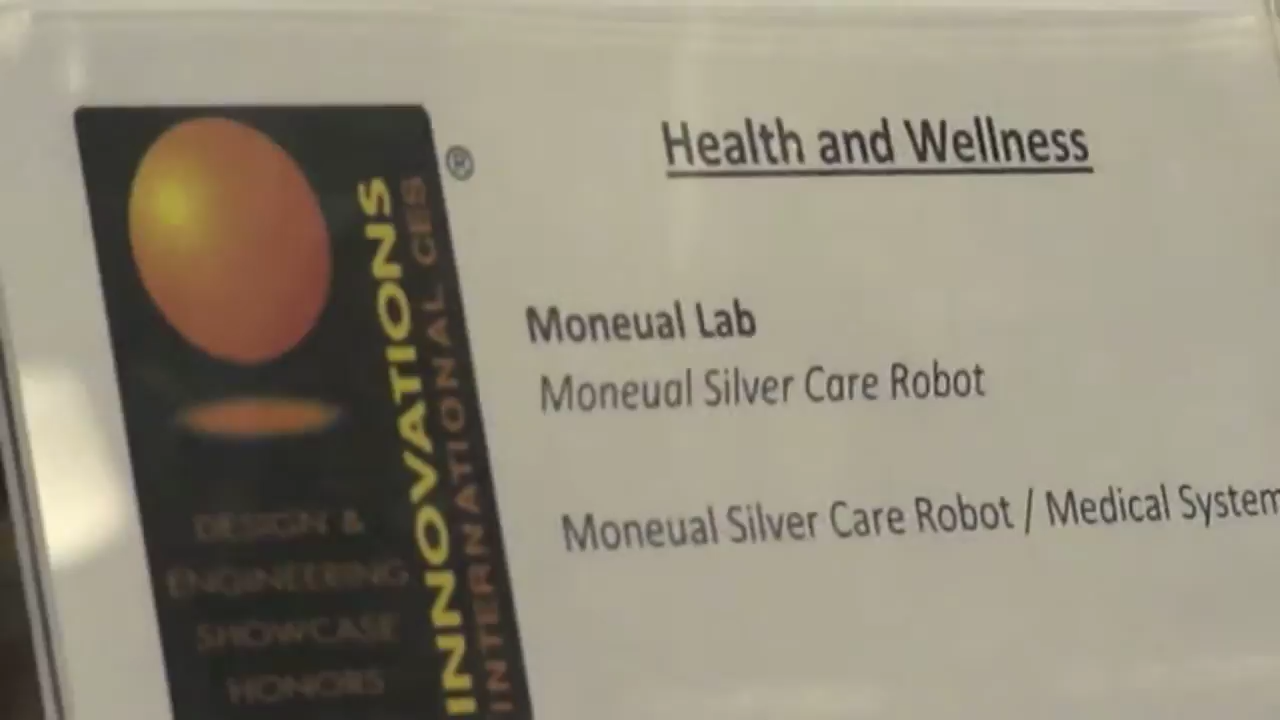 INNOVATIONS
INTERNATIONAL CES
®
DESIGN &
ENGINEERING
SHOWCASE
HONORS
Health and Wellness
Moneual Lab
Moneual Silver Care Robot
Moneual Silver Care Robot / Medical System